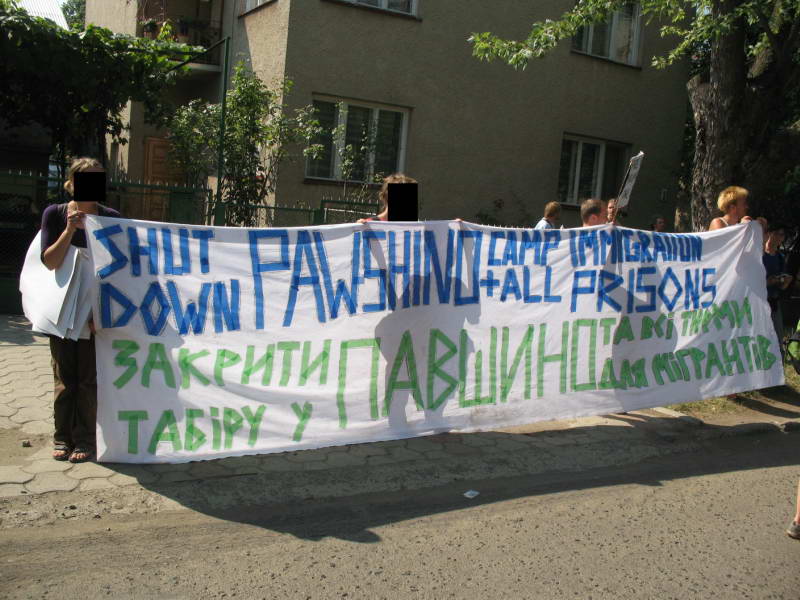 SHUT DOWN PAWSHINO CAMP + ALL IMMIGRATION PRISONS
ЗАКРИТИ ТАБІРУ У ПАВШИНО ТА ВСІ ТЮРМИ ДЛЯ МІГРАНТІВ